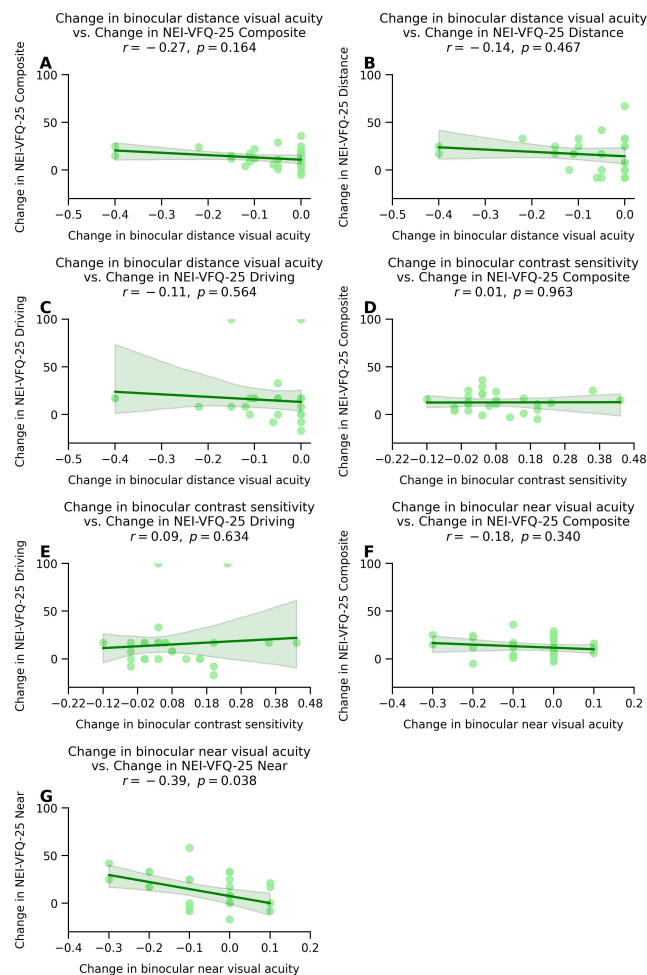 Change in binocular distance visual acuity
vs. Change in NEI-VFQ-25 Composite
r = −0.27, p = 0.164
A
Change in NEI-VFQ-25 Composite
100
50
0
−0.5 −0.4 −0.3 −0.2 −0.1 0.0
Change in binocular distance visual acuity
Change in binocular distance visual acuity
vs. Change in NEI-VFQ-25 Distance
r = −0.14, p = 0.467
B
Change in NEI-VFQ-25 Distance
100
50
0
−0.5 −0.4 −0.3 −0.2 −0.1 0.0
Change in binocular distance visual acuity
Change in binocular distance visual acuity
vs. Change in NEI-VFQ-25 Driving
r = −0.11, p = 0.564
C
Change in NEI-VFQ-25 Driving
100
50
0
−0.5 −0.4 −0.3 −0.2 −0.1 0.0
Change in binocular distance visual acuity
Change in binocular contrast sensitivity
vs. Change in NEI-VFQ-25 Composite
r = 0.01, p = 0.963
D
Change in NEI-VFQ-25 Composite
100
50
0
−0.22 −0.12 −0.02 0.08 0.18 0.28 0.38 0.48
Change in binocular contrast sensitivity
Change in binocular contrast sensitivity
vs. Change in NEI-VFQ-25 Driving
r = 0.09, p = 0.634
E
Change in NEI-VFQ-25 Driving
100
50
0
−0.22 −0.12 −0.02 0.08 0.18 0.28 0.38 0.48
Change in binocular contrast sensitivity
Change in binocular near visual acuity
vs. Change in NEI-VFQ-25 Composite
r = −0.18, p = 0.340
F
Change in NEI-VFQ-25 Composite
100
50
0
−0.4 −0.3 −0.2 −0.1 0.0 0.1 0.2
Change in binocular near visual acuity
Change in binocular near visual acuity
vs. Change in NEI-VFQ-25 Near
r = −0.39, p = 0.038
G
Change in NEI-VFQ-25 Near
100
50
0
−0.4 −0.3 −0.2 −0.1 0.0 0.1 0.2
Change in binocular near visual acuity